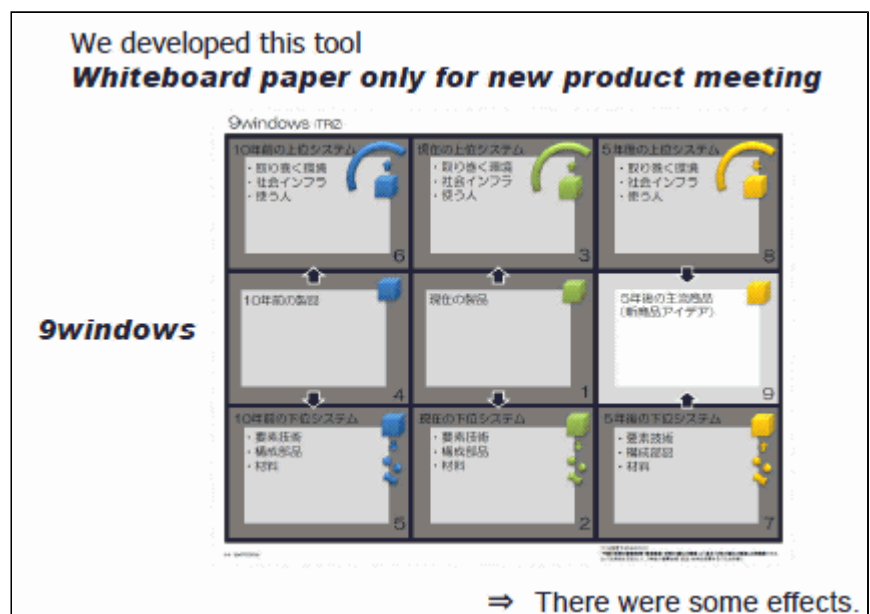 We developed this tool
Whiteboard paper only for new product meeting
9windows (TRIZ)
10年前の上位システム
・取り巻く環境
・社会インフラ
・使う人
6
現在の上位システム
・取り巻く環境
・社会インフラ
・使う人
3
5年後の上位システム
・取り巻く環境
・社会インフラ
・使う人
8
9windows
10年前の製品
4
現在の製品
1
5年後の主流商品
(新商品アイデア)
9
10年前の下位システム
・要素技術
・構成部品
・材料
5
現在の下位システム
・要素技術
・構成部品
・材料
2
5年後の下位システム
・要素技術
・構成部品
・材料
7
⇒ There were some effects.